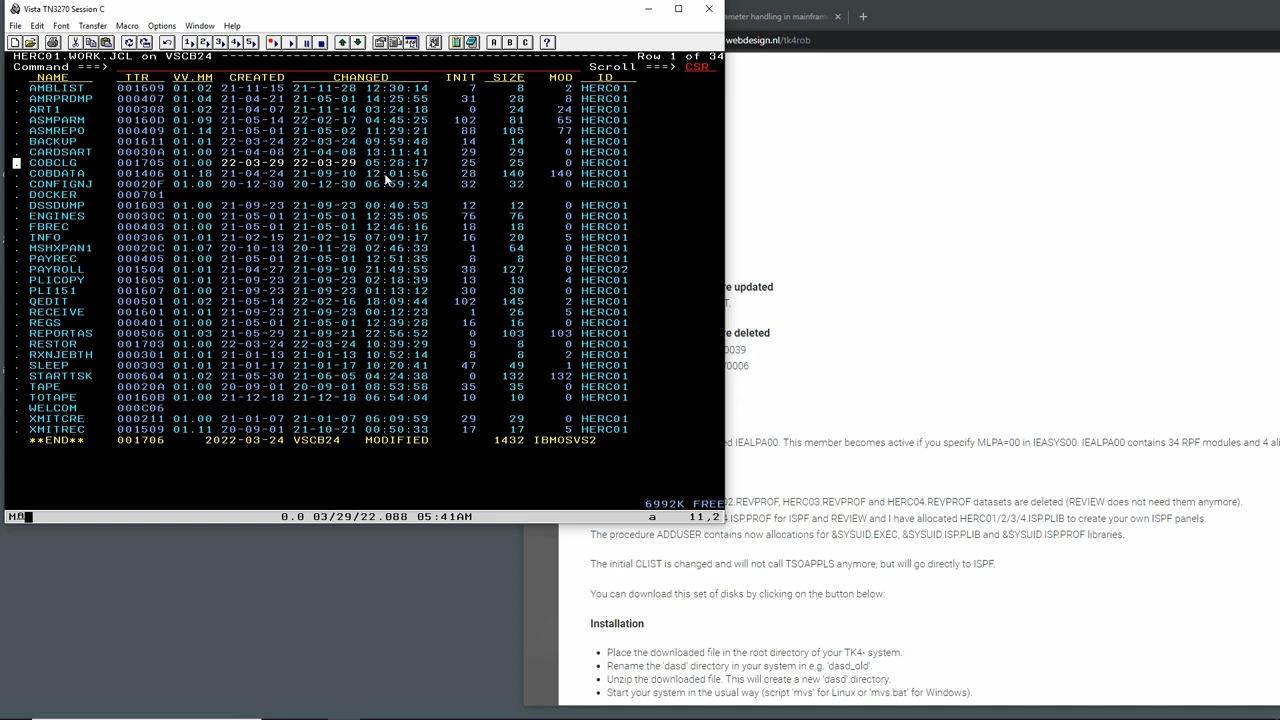 Vista TN3270 Session C
File Edit Font Transfer Macro Options Window Help
ameter handling in mainfram
webdesign.nl/tk4rob
HERC01.WORK.JCL on VSCB24 ---------------------------------------- Row 1 of 34
Command ===> Scroll ===> CSR
NAME TTR VV.MM CREATED CHANGED INIT SIZE MOD ID
. AMBLIST 001609 01.02 21-11-15 21-11-28 12:30:14 7 8 2 HERC01
. AMRPRDMP 000407 01.04 21-05-01 21-05-01 14:25:55 31 28 8 HERC01
. ART1 000308 01.02 21-04-07 21-11-14 03:24:18 0 24 24 HERC01
. ASMPARM 00160D 01.09 21-05-14 22-02-17 04:45:25 102 81 65 HERC01
. ASMREPO 000409 01.14 21-05-01 21-05-02 11:29:21 88 105 77 HERC01
. BACKUP 001611 01.01 22-03-24 22-03-24 09:59:48 14 14 4 HERC01
. CARDSART 00030A 01.00 21-04-08 21-04-08 13:11:41 29 29 0 HERC01
. COBCLG 001705 01.00 22-03-29 22-03-29 05:28:17 25 25 0 HERC01
. COBDATA 001406 01.18 21-04-24 21-09-10 12:01:56 28 140 140 HERC01
. CONFIGNJ 00020F 01.00 20-12-30 20-12-30 06:59:24 32 32 0 HERC01
. DOCKER 000701
. DSSDUMP 001603 01.00 21-09-23 21-09-23 00:40:53 12 12 0 HERC01
. ENGINES 00030C 01.00 21-05-01 21-05-01 12:35:05 76 76 0 HERC01
. FBREC 000403 01.00 21-05-01 21-05-01 12:46:16 18 18 0 HERC01
. INFO 000306 01.01 21-02-15 21-02-15 07:09:17 16 20 5 HERC01
. MSHXPAN1 00020C 01.07 20-10-13 20-11-28 02:46:33 1 64 0 HERC01
. PAYREC 000405 01.00 21-05-01 21-05-01 12:51:35 8 8 0 HERC01
. PAYROLL 001504 01.01 21-04-27 21-09-10 21:49:55 38 127 0 HERC02
. PLICOPY 001605 01.01 21-09-23 21-09-23 02:18:39 13 13 4 HERC01
. PLI151 001607 01.00 21-09-23 21-09-23 01:13:12 30 30 0 HERC01
. QEDIT 000501 01.02 21-05-14 22-02-16 18:09:44 102 145 2 HERC01
. RECEIVE 001601 01.01 21-09-23 21-09-23 00:12:23 1 26 5 HERC01
. REGS 000401 01.00 21-05-01 21-05-01 12:39:28 16 16 0 HERC01
. REPORTAS 000506 01.03 21-05-29 21-09-21 22:56:52 0 103 103 HERC01
. RESTOR 001703 01.00 22-03-24 22-03-24 10:39:29 9 8 0 HERC01
. RXNJEBTH 000301 01.01 21-01-13 21-01-13 10:52:14 8 8 2 HERC01
. SLEEP 000303 01.01 21-01-17 21-01-17 10:20:41 47 49 1 HERC01
. STARTTSK 000604 01.02 21-05-30 21-06-05 04:24:38 0 132 132 HERC01
. TAPE 00020A 01.00 20-09-01 20-09-01 08:53:58 35 35 0 HERC01
. TOTAPE 00160B 01.00 21-12-18 21-12-18 06:54:04 10 10 0 HERC01
. WELCOM 000C06
. XMITCRE 000211 01.00 21-01-07 21-01-07 06:09:59 29 29 0 HERC01
. XMITREC 001509 01.11 20-09-01 21-10-21 00:50:33 17 17 5 HERC01
**END** 001706 2022-03-24 VSCB24 MODIFIED 1432 IBMOSVS2
6992K FREE
0.0 03/29/22.088 05:41AM a 11,2
re updated
T.
re deleted
0039
/0006
ed IEALPA00. This member becomes active if you specify MLPA=00 in IEASYS00. IEALPA00 contains 34 RPF modules and 4 ali
02.REVPROF, HERC03.REVPROF and HERC04.REVPROF datasets are deleted (REVIEW does not need them anymore).
4.ISP.PROF for ISPF and REVIEW and I have allocated HERC01/2/3/4.ISP.PLIB to create your own ISPF panels.
The procedure ADDUSER contains now allocations for &SYSUID.EXEC, &SYSUID.ISP.PLIB and &SYSUID.ISP.PROF libraries.
The initial CLIST is changed and will not call TSOAPPLS anymore, but will go directly to ISPF.
You can download this set of disks by clicking on the button below:
Installation
• Place the downloaded file in the root directory of your TK4- system.
• Rename the 'dasd' directory in your system in e.g. 'dasd_old'.
• Unzip the downloaded file. This will create a new 'dasd' directory.
• Start your system in the usual way (script 'mvs' for Linux or 'mvs.bat' for Windows).